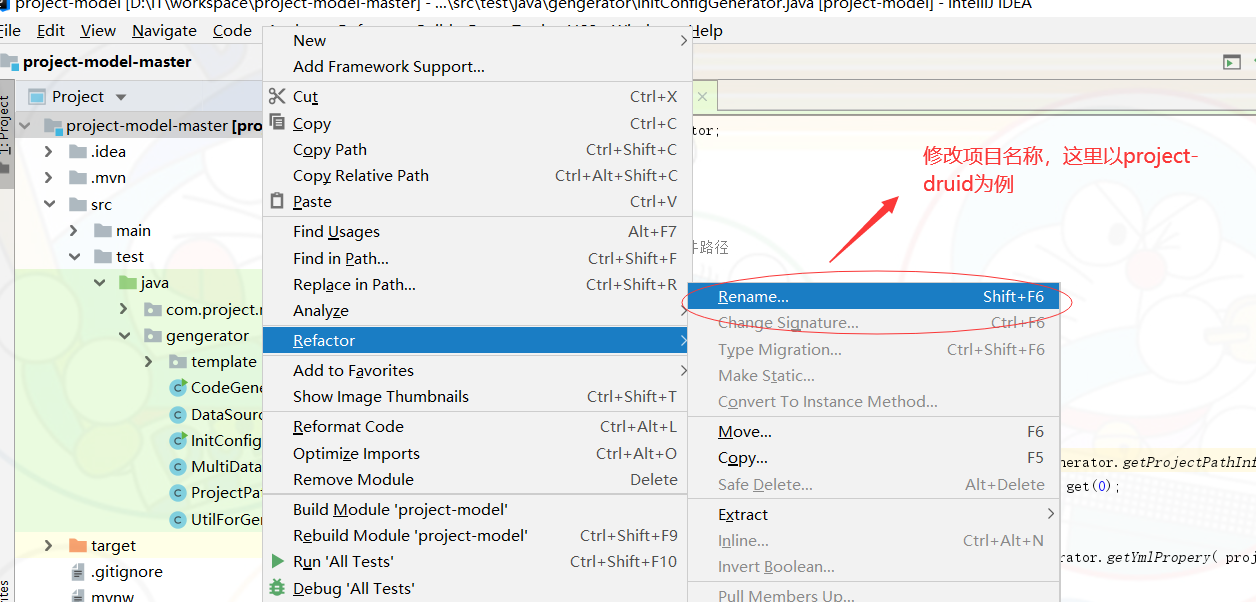 project-model [D:\IT\workspace\project-model-master] - ...\src\test\java\gengerator\InitConfigGenerator.java [project-model] - IntelliJ IDEA
File Edit View Navigate Code Help
project-model-master
1: Project
Project
project-model-master [pro
.idea
.mvn
src
main
test
java
com.project.
gengerator
template
CodeGene
DataSourc
InitConfig
MultiData
ProjectPat
UtilForGer
target
.gitignore
mvnw
New
Add Framework Support...
Cut Ctrl+X
Copy Ctrl+C
Copy Path Ctrl+Shift+C
Copy Relative Path Ctrl+Alt+Shift+C
Paste Ctrl+V
Find Usages Alt+F7
Find in Path... Ctrl+Shift+F
Replace in Path... Ctrl+Shift+R
Analyze
Refactor
Add to Favorites
Show Image Thumbnails Ctrl+Shift+T
Reformat Code Ctrl+Alt+L
Optimize Imports Ctrl+Alt+O
Remove Module Delete
Build Module 'project-model'
Rebuild Module 'project-model' Ctrl+Shift+F9
Run 'All Tests' Ctrl+Shift+F10
Debug 'All Tests'
Rename... Shift+F6
Change Signature... Ctrl+F6
Type Migration... Ctrl+Shift+F6
Make Static...
Convert To Instance Method...
Move... F6
Copy... F5
Safe Delete... Alt+Delete
Extract
Inline... Ctrl+Alt+N
Invert Boolean...
Pull Members Up...
tor;
修改项目名称，这里以project-
druid为例
件路径
nerator.getProjectPathInf
get(0);
rator.getYmlPropery( proj